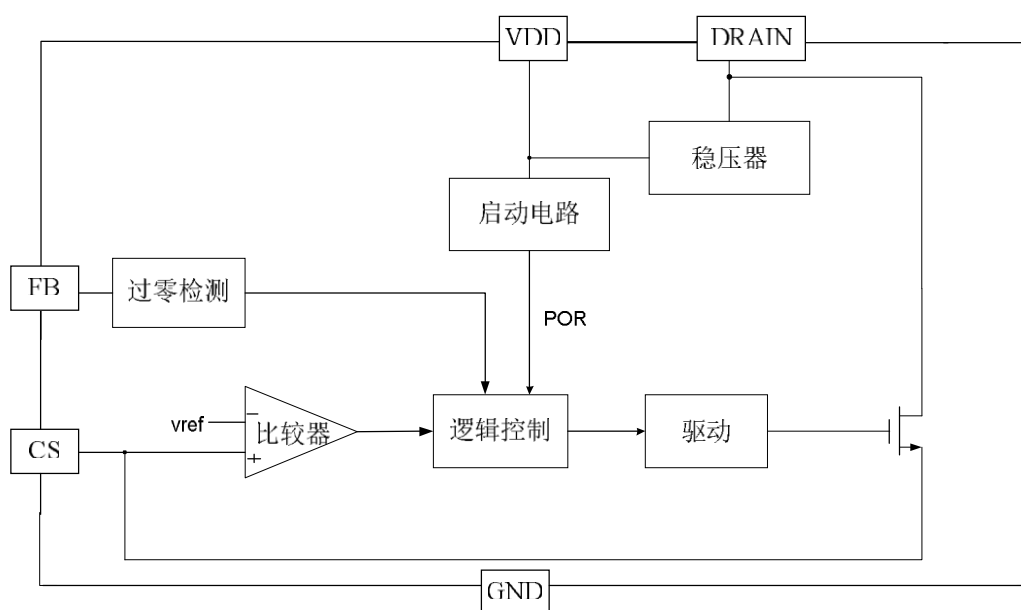 VDD
DRAIN
稳压器
启动电路
FB
过零检测
POR
vref
−
比较器
+
逻辑控制
驱动
CS
GND